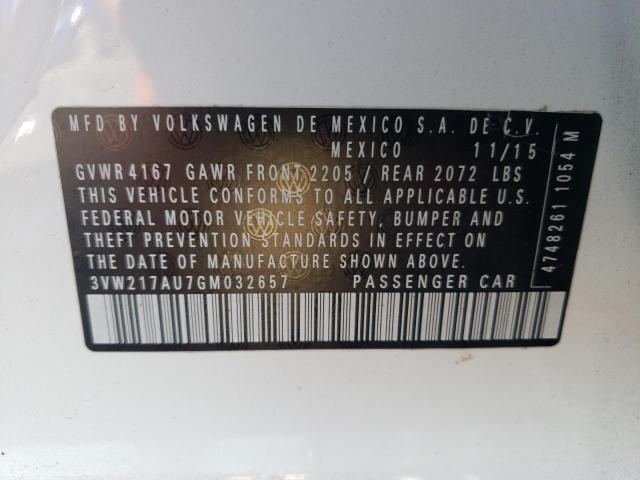 MFD BY VOLKSWAGEN DE MEXICO S.A. DE C.V.
MEXICO 11/15
GVWR 4167 GAWR FRONT 2205 / REAR 2072 LBS
THIS VEHICLE CONFORMS TO ALL APPLICABLE U.S.
FEDERAL MOTOR VEHICLE SAFETY, BUMPER AND
THEFT PREVENTION STANDARDS IN EFFECT ON
THE DATE OF MANUFACTURE SHOWN ABOVE.
3VW217AU7GM032657 PASSENGER CAR
4748261 1054 M